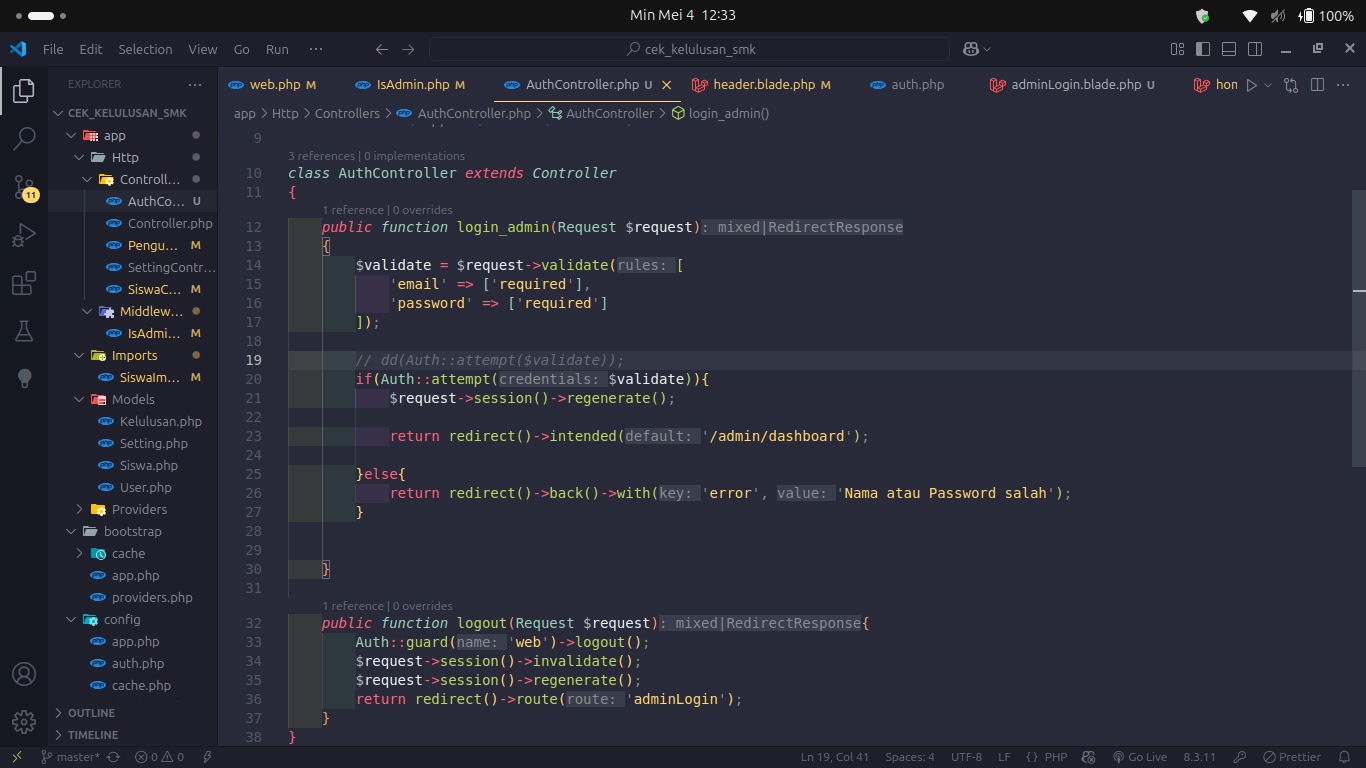 Min Mei 4 12:33
100%
File Edit Selection View Go Run ···
cek_kelulusan_smk
EXPLORER ···
CEK_KELULUSAN_SMK
app
Http
Controll...
AuthCo... U
Controller.php
Pengu... M
SettingContr...
SiswaC... M
Middlew...
IsAdmi... M
Imports
SiswaIm... M
Models
Kelulusan.php
Setting.php
Siswa.php
User.php
Providers
bootstrap
cache
app.php
providers.php
config
app.php
auth.php
cache.php
OUTLINE
TIMELINE
11
web.php M
IsAdmin.php M
AuthController.php U
header.blade.php M
auth.php
adminLogin.blade.php U
hon
app > Http > Controllers > AuthController.php > AuthController > login_admin()
9
3 references | 0 implementations
10 class AuthController extends Controller
11 {
1 reference | 0 overrides
12 public function login_admin(Request $request): mixed|RedirectResponse
13 {
14 $validate = $request->validate(rules: [
15 'email' => ['required'],
16 'password' => ['required']
17 ]);
18
19 // dd(Auth::attempt($validate));
20 if(Auth::attempt(credentials: $validate)){
21 $request->session()->regenerate();
22
23 return redirect()->intended(default: '/admin/dashboard');
24
25 }else{
26 return redirect()->back()->with(key: 'error', value: 'Nama atau Password salah');
27 }
28
29
30 }
31
1 reference | 0 overrides
32 public function logout(Request $request): mixed|RedirectResponse{
33 Auth::guard(name: 'web')->logout();
34 $request->session()->invalidate();
35 $request->session()->regenerate();
36 return redirect()->route(route: 'adminLogin');
37 }
38 }
master* 0 0 Ln 19, Col 41 Spaces: 4 UTF-8 LF {} PHP Go Live 8.3.11 Prettier